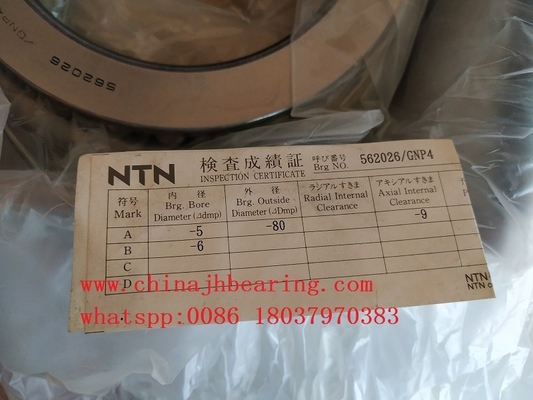 562026
NTN 検査成績証 呼び番号 562026/GNP4
INSPECTION CERTIFICATE Brg NO.
符号 内 径 外 径 ラジアルすきま アキシアルすきま
Mark Brg. Bore Brg. Outside Radial Internal Axial Internal
Diameter (⊿dmp) Diameter (⊿Dmp) Clearance Clearance
A -5 -80 -9
B -6
C
D
NTN
NTN
www.chinajhbearing.com
whatspp:0086 18037970383